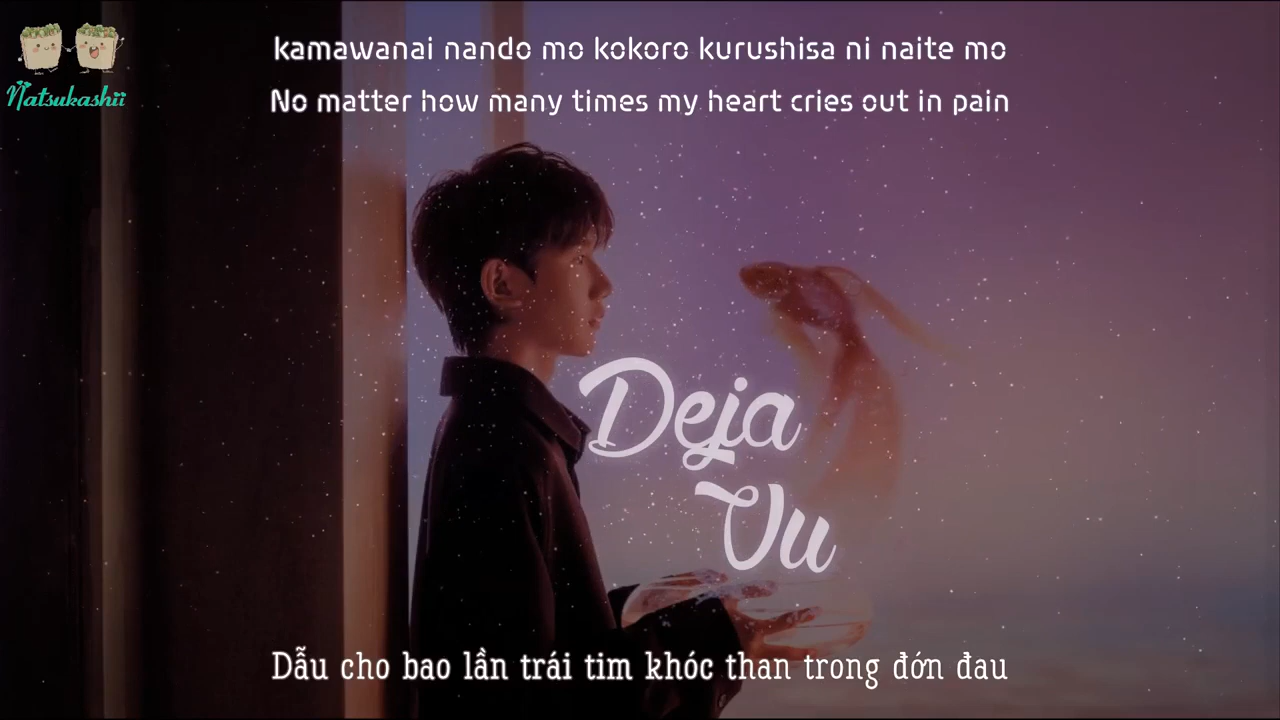 kamawanai nando mo kokoro kurushisa ni naite mo
Natsukashii
No matter how many times my heart cries out in pain
Deja
Vu
Dẫu cho bao lần trái tim khóc than trong đớn đau